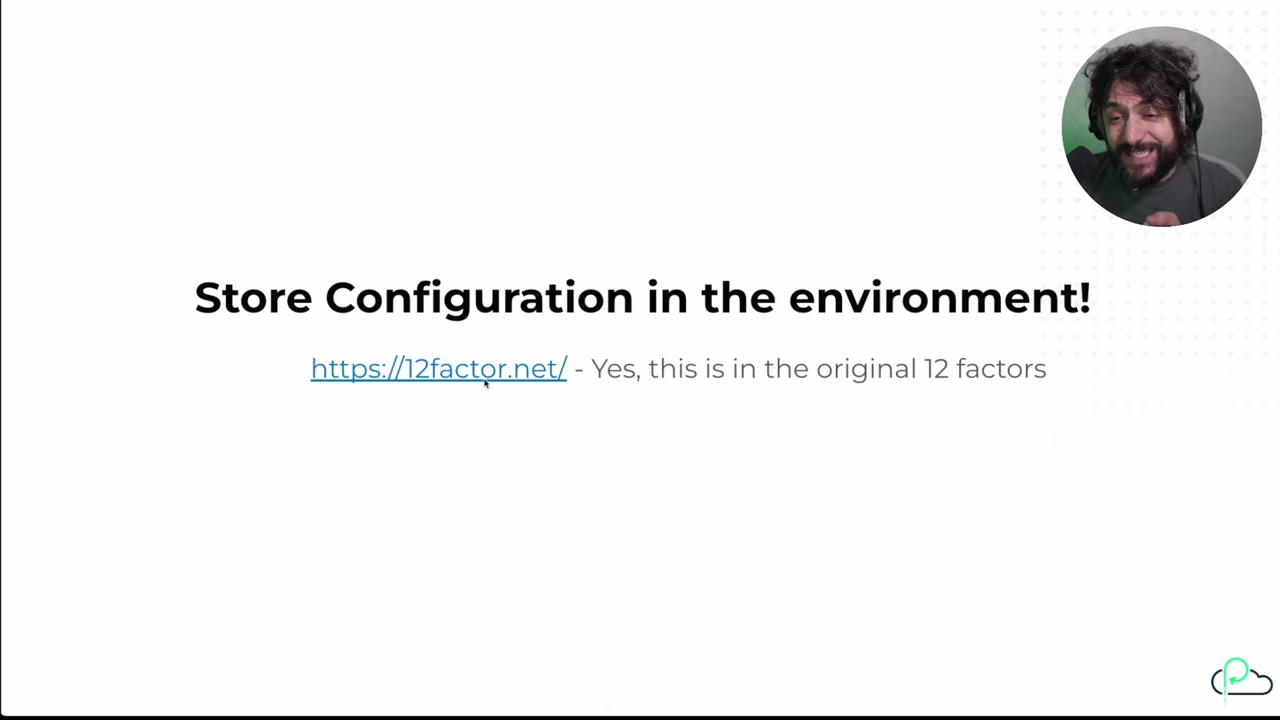 Store Configuration in the environment!
https://12factor.net/ - Yes, this is in the original 12 factors